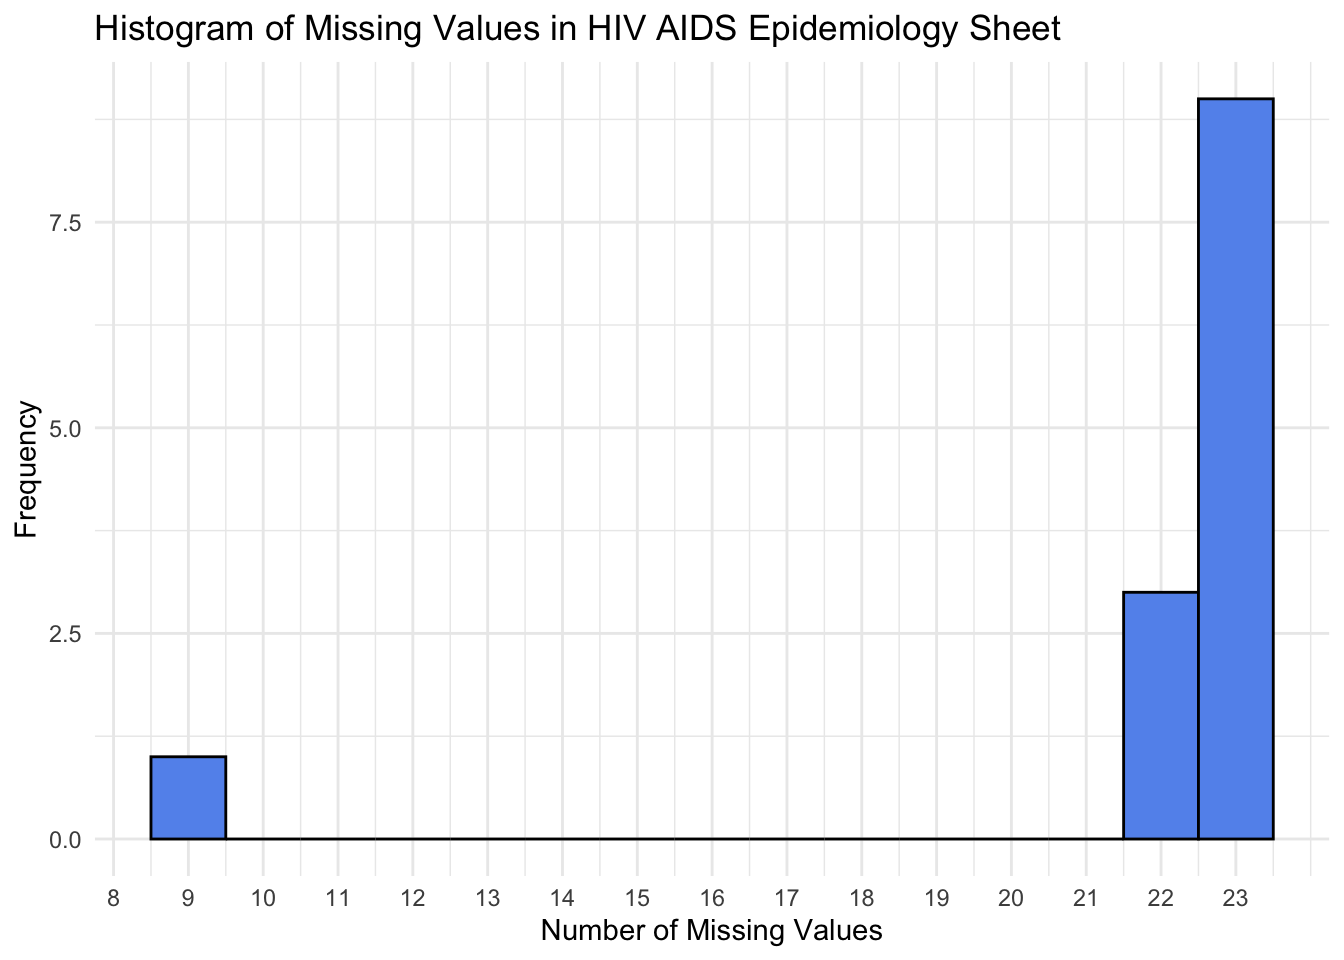 Histogram of Missing Values in HIV AIDS Epidemiology Sheet
Frequency
7.5
5.0
2.5
0.0
8 9 10 11 12 13 14 15 16 17 18 19 20 21 22 23
Number of Missing Values